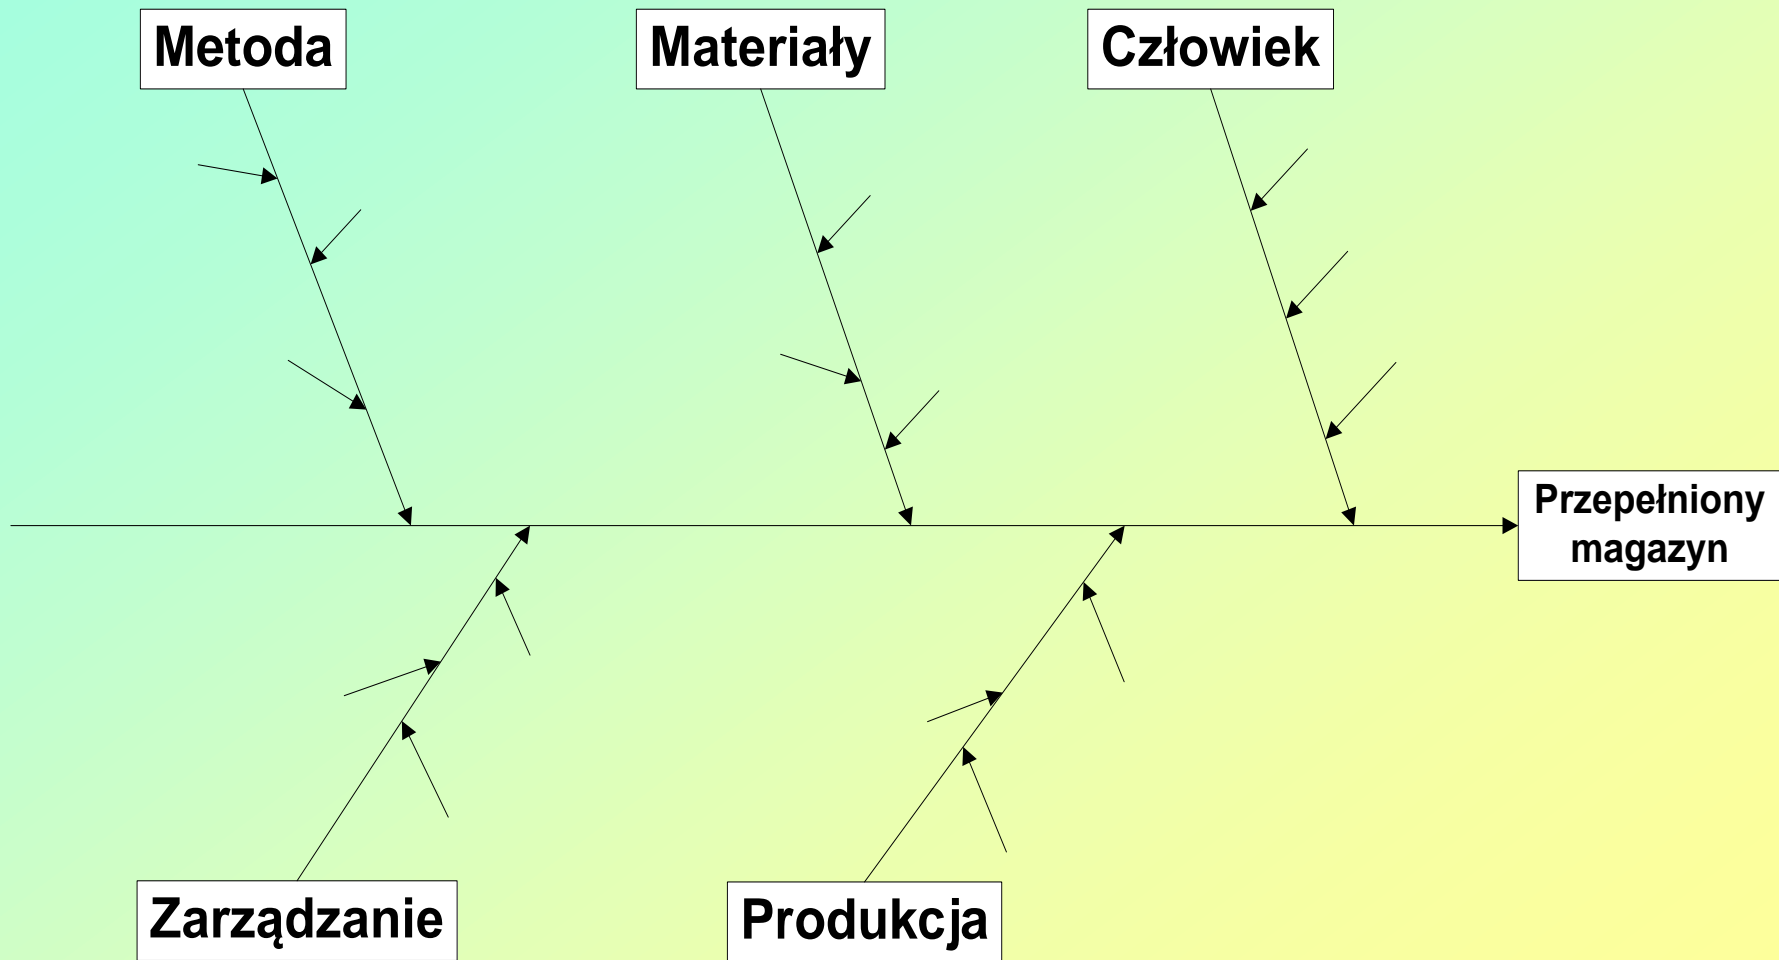 Metoda
Materiały
Człowiek
Przepełniony
magazyn
Zarządzanie
Produkcja